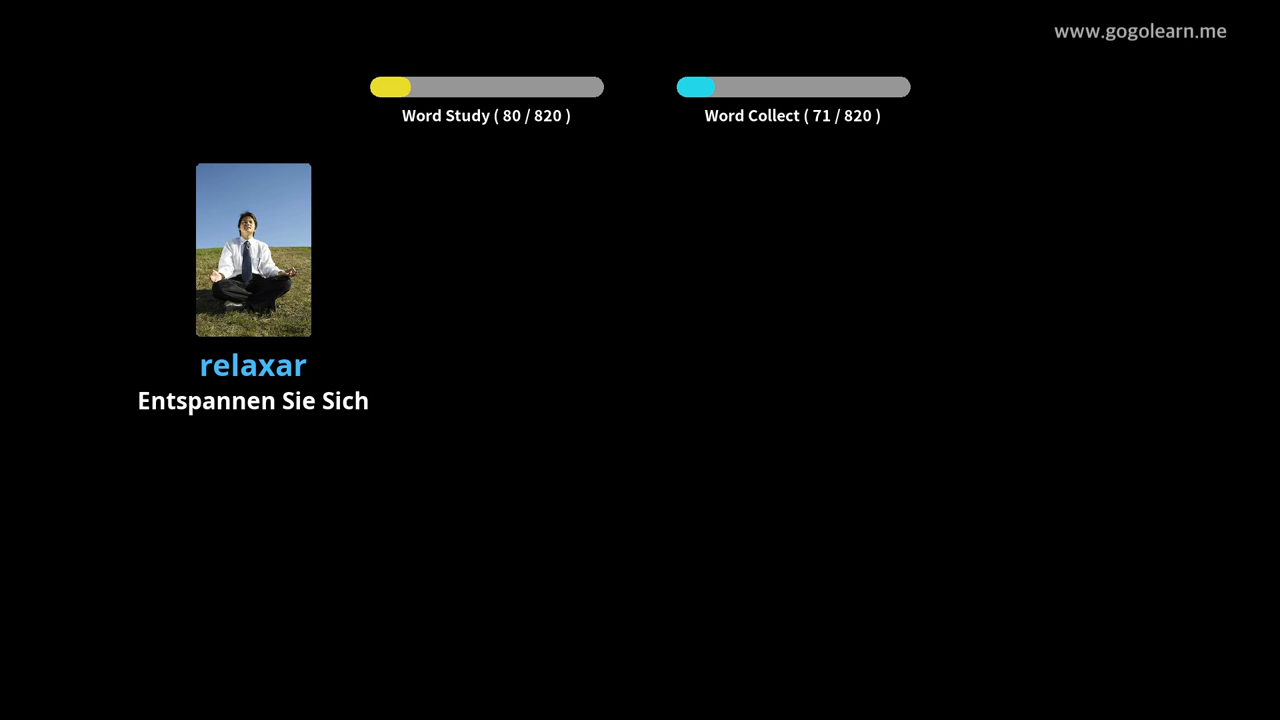 www.gogolearn.me
Word Study ( 80 / 820 )
Word Collect ( 71 / 820 )
relaxar
Entspannen Sie Sich